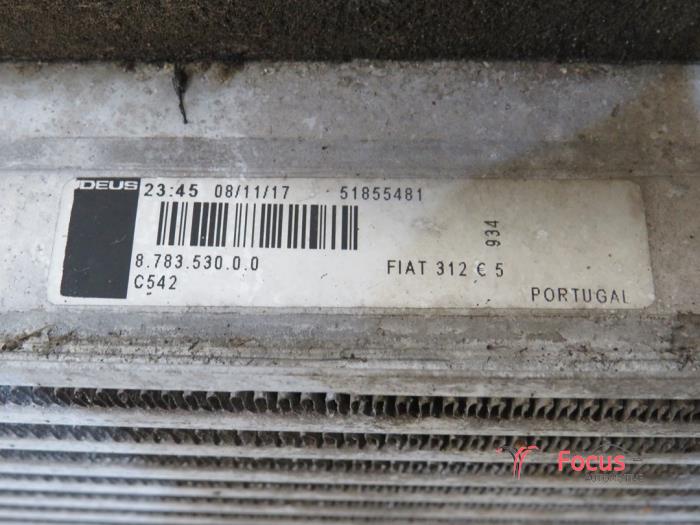 DEUS 23:45 08/11/17 51855481
934
8.783.530.0.0 FIAT 312 € 5
C542
PORTUGAL
Focus
Automotive